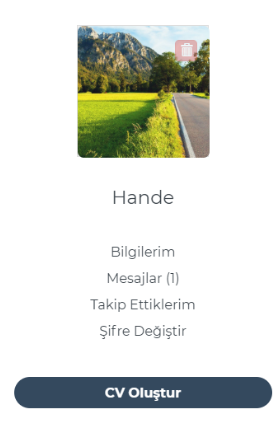 Hande
Bilgilerim
Mesajlar (1)
Takip Ettiklerim
Şifre Değiştir
CV Oluştur